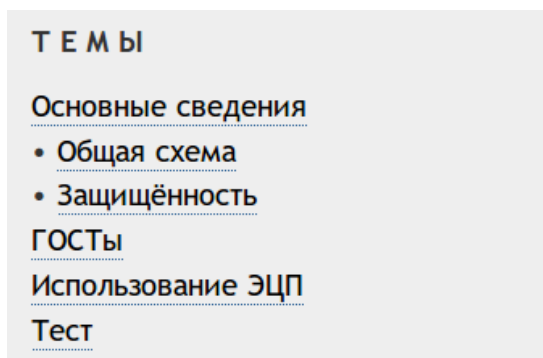 ТЕМЫ
Основные сведения
• Общая схема
• Защищённость
ГОСТы
Использование ЭЦП
Тест